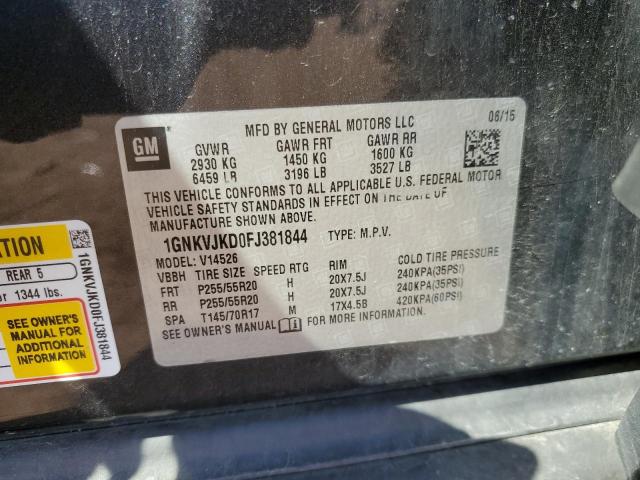 GM
MFD BY GENERAL MOTORS LLC
06/15
GVWR GAWR FRT GAWR RR
2930 KG 1450 KG 1600 KG
6459 LB 3196 LB 3527 LB
THIS VEHICLE CONFORMS TO ALL APPLICABLE U.S. FEDERAL MOTOR
VEHICLE SAFETY STANDARDS IN EFFECT ON THE DATE OF
MANUFACTURE SHOWN ABOVE.
1GNKVJKD0FJ381844 TYPE: M.P.V.
MODEL: V14526
VBBH TIRE SIZE SPEED RTG RIM COLD TIRE PRESSURE
FRT P255/55R20 H 20X7.5J 240KPA(35PSI)
RR P255/55R20 H 20X7.5J 240KPA(35PSI)
SPA T145/70R17 M 17X4.5B 420KPA(60PSI)
SEE OWNER'S MANUAL FOR MORE INFORMATION.
REAR 5
or 1344 lbs.
SEE OWNER'S
MANUAL FOR
ADDITIONAL
INFORMATION
1GNKVJKD0FJ381844